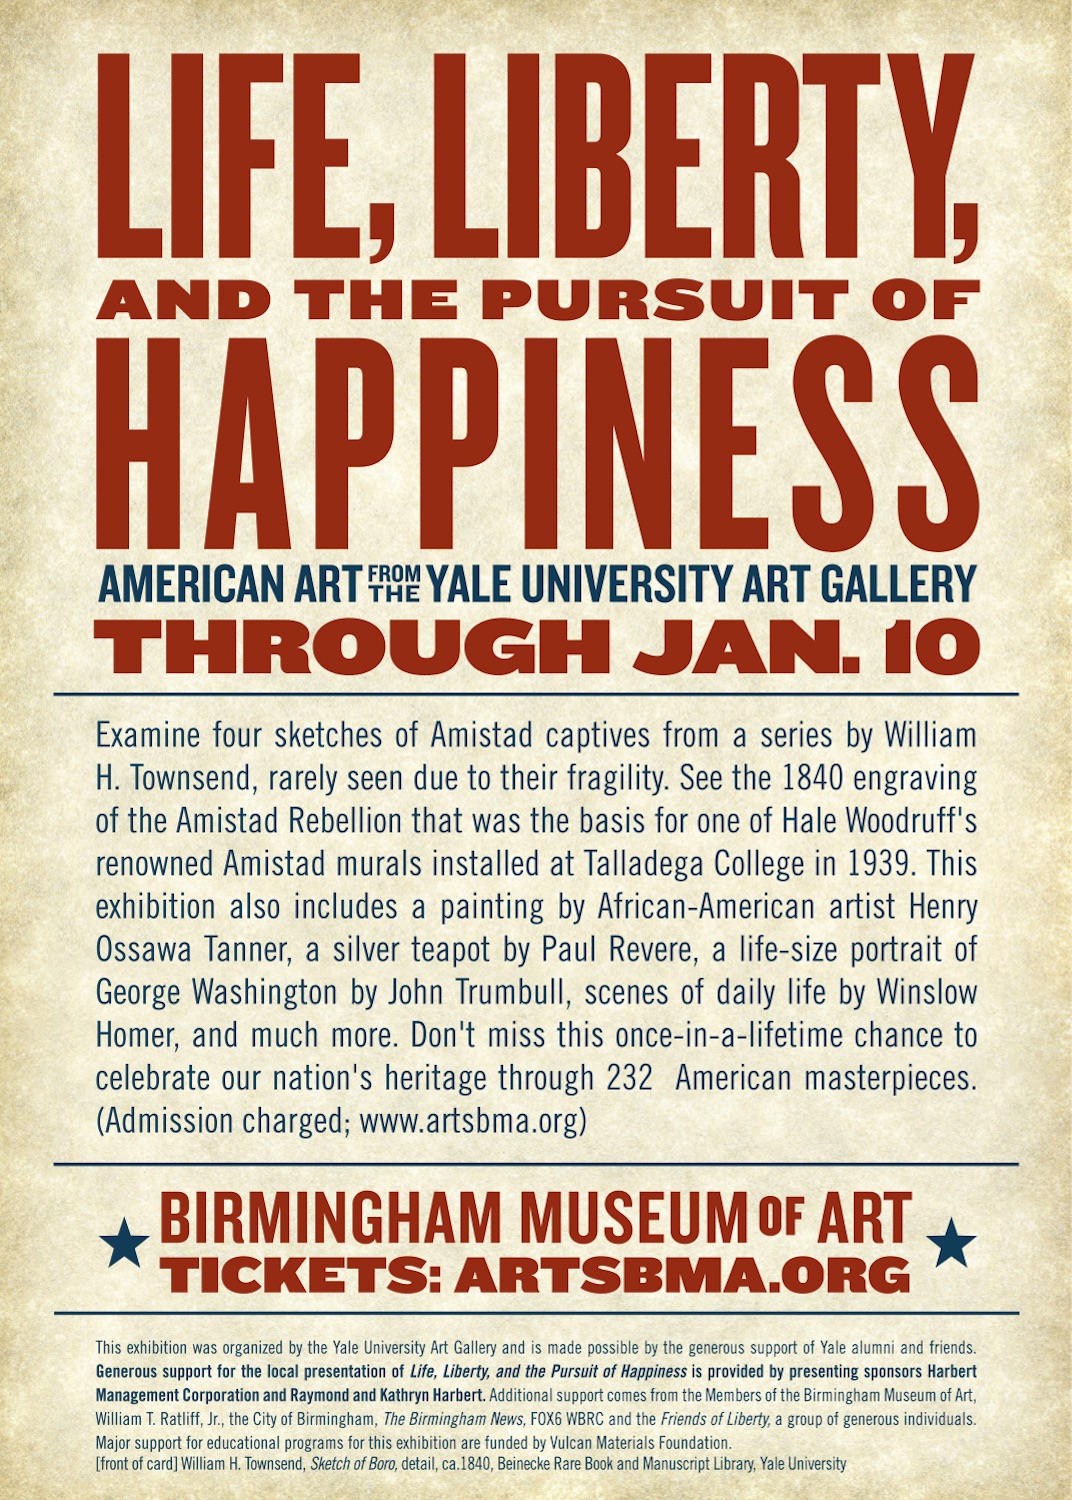 LIFE, LIBERTY,
AND THE PURSUIT OF
HAPPINESS
AMERICAN ART FROM THE YALE UNIVERSITY ART GALLERY
THROUGH JAN. 10
Examine four sketches of Amistad captives from a series by William
H. Townsend, rarely seen due to their fragility. See the 1840 engraving
of the Amistad Rebellion that was the basis for one of Hale Woodruff's
renowned Amistad murals installed at Talladega College in 1939. This
exhibition also includes a painting by African-American artist Henry
Ossawa Tanner, a silver teapot by Paul Revere, a life-size portrait of
George Washington by John Trumbull, scenes of daily life by Winslow
Homer, and much more. Don't miss this once-in-a-lifetime chance to
celebrate our nation's heritage through 232 American masterpieces.
(Admission charged; www.artsbma.org)
BIRMINGHAM MUSEUM OF ART
TICKETS: ARTSBMA.ORG
This exhibition was organized by the Yale University Art Gallery and is made possible by the generous support of Yale alumni and friends.
Generous support for the local presentation of Life, Liberty, and the Pursuit of Happiness is provided by presenting sponsors Harbert
Management Corporation and Raymond and Kathryn Harbert. Additional support comes from the Members of the Birmingham Museum of Art,
William T. Ratliff, Jr., the City of Birmingham, The Birmingham News, FOX6 WBRC and the Friends of Liberty, a group of generous individuals.
Major support for educational programs for this exhibition are funded by Vulcan Materials Foundation.
[front of card] William H. Townsend, Sketch of Boro, detail, ca.1840, Beinecke Rare Book and Manuscript Library, Yale University